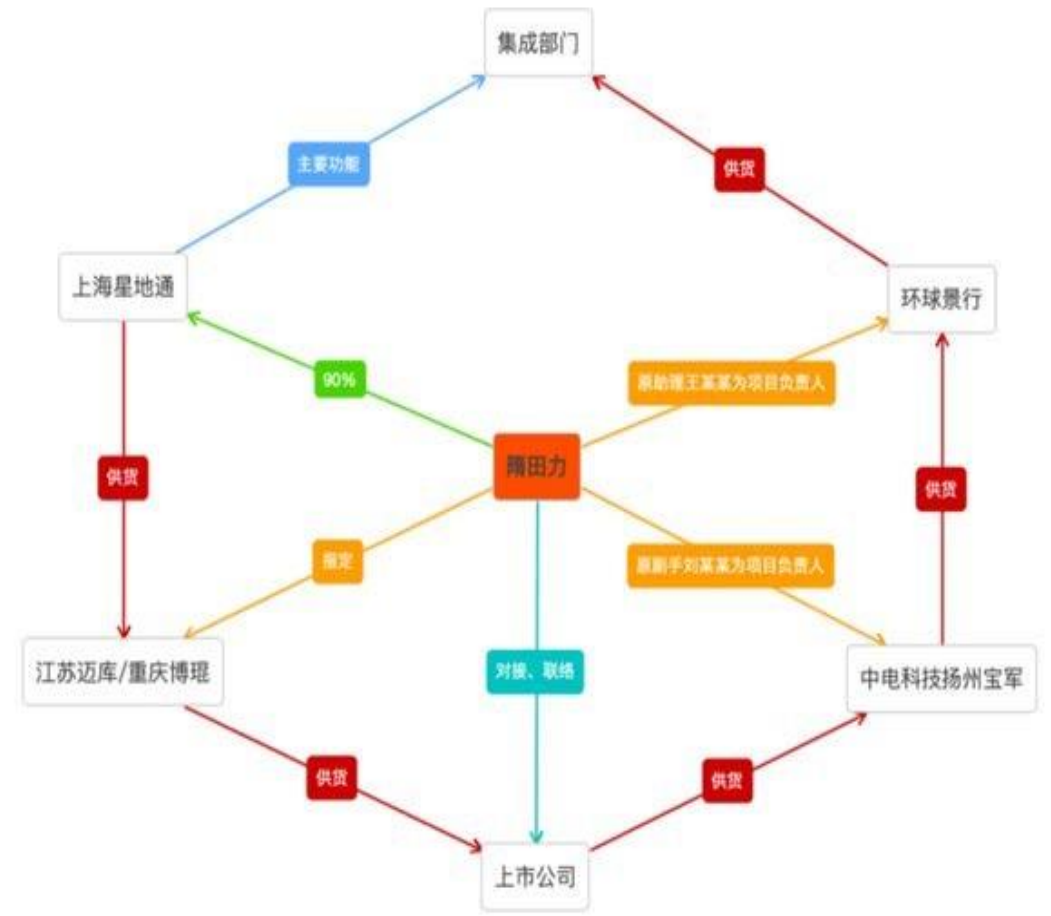 集成部门
主要功能
供货
上海星地通
环球景行
90%
原助理王某某为项目负责人
隋田力
供货
供货
指定
原副手刘某某为项目负责人
江苏迈库/重庆博琨
对接、联络
中电科技扬州宝军
供货
供货
上市公司